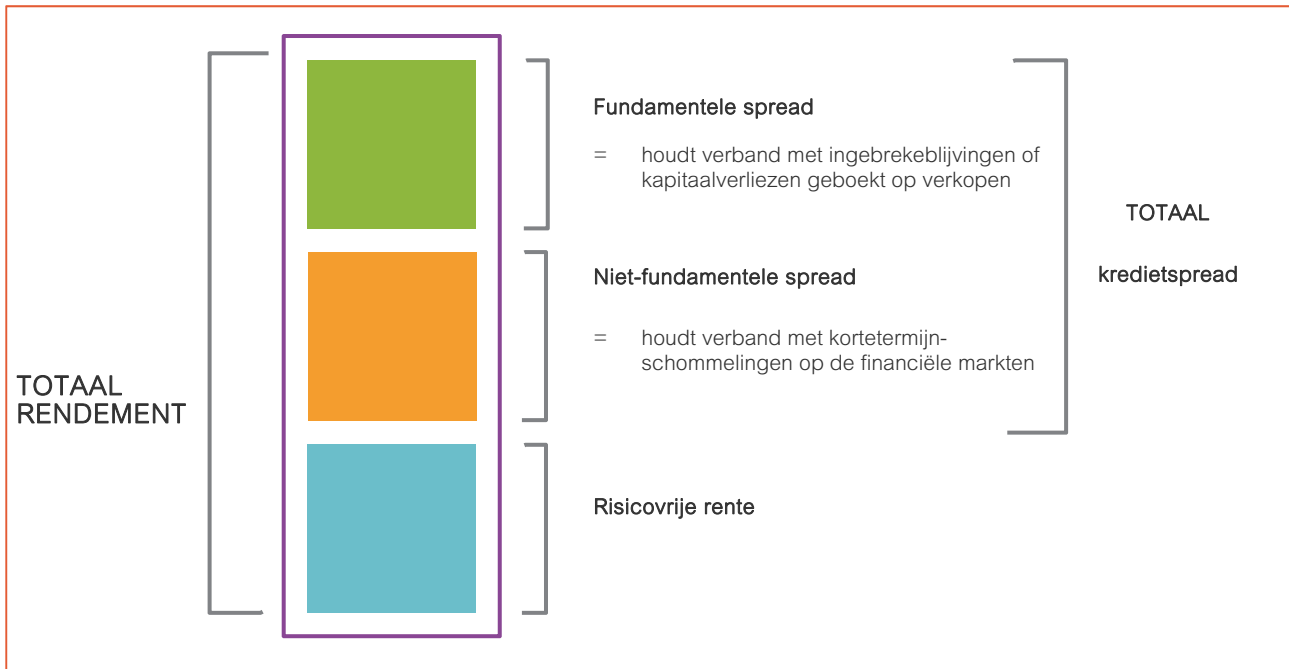 TOTAAL
RENDEMENT
Fundamentele spread
= houdt verband met ingebrekeblijvingen of
kapitaalverliezen geboekt op verkopen
Niet-fundamentele spread
= houdt verband met kortetermijn-
schommelingen op de financiële markten
Risicovrije rente
TOTAAL
kredietspread